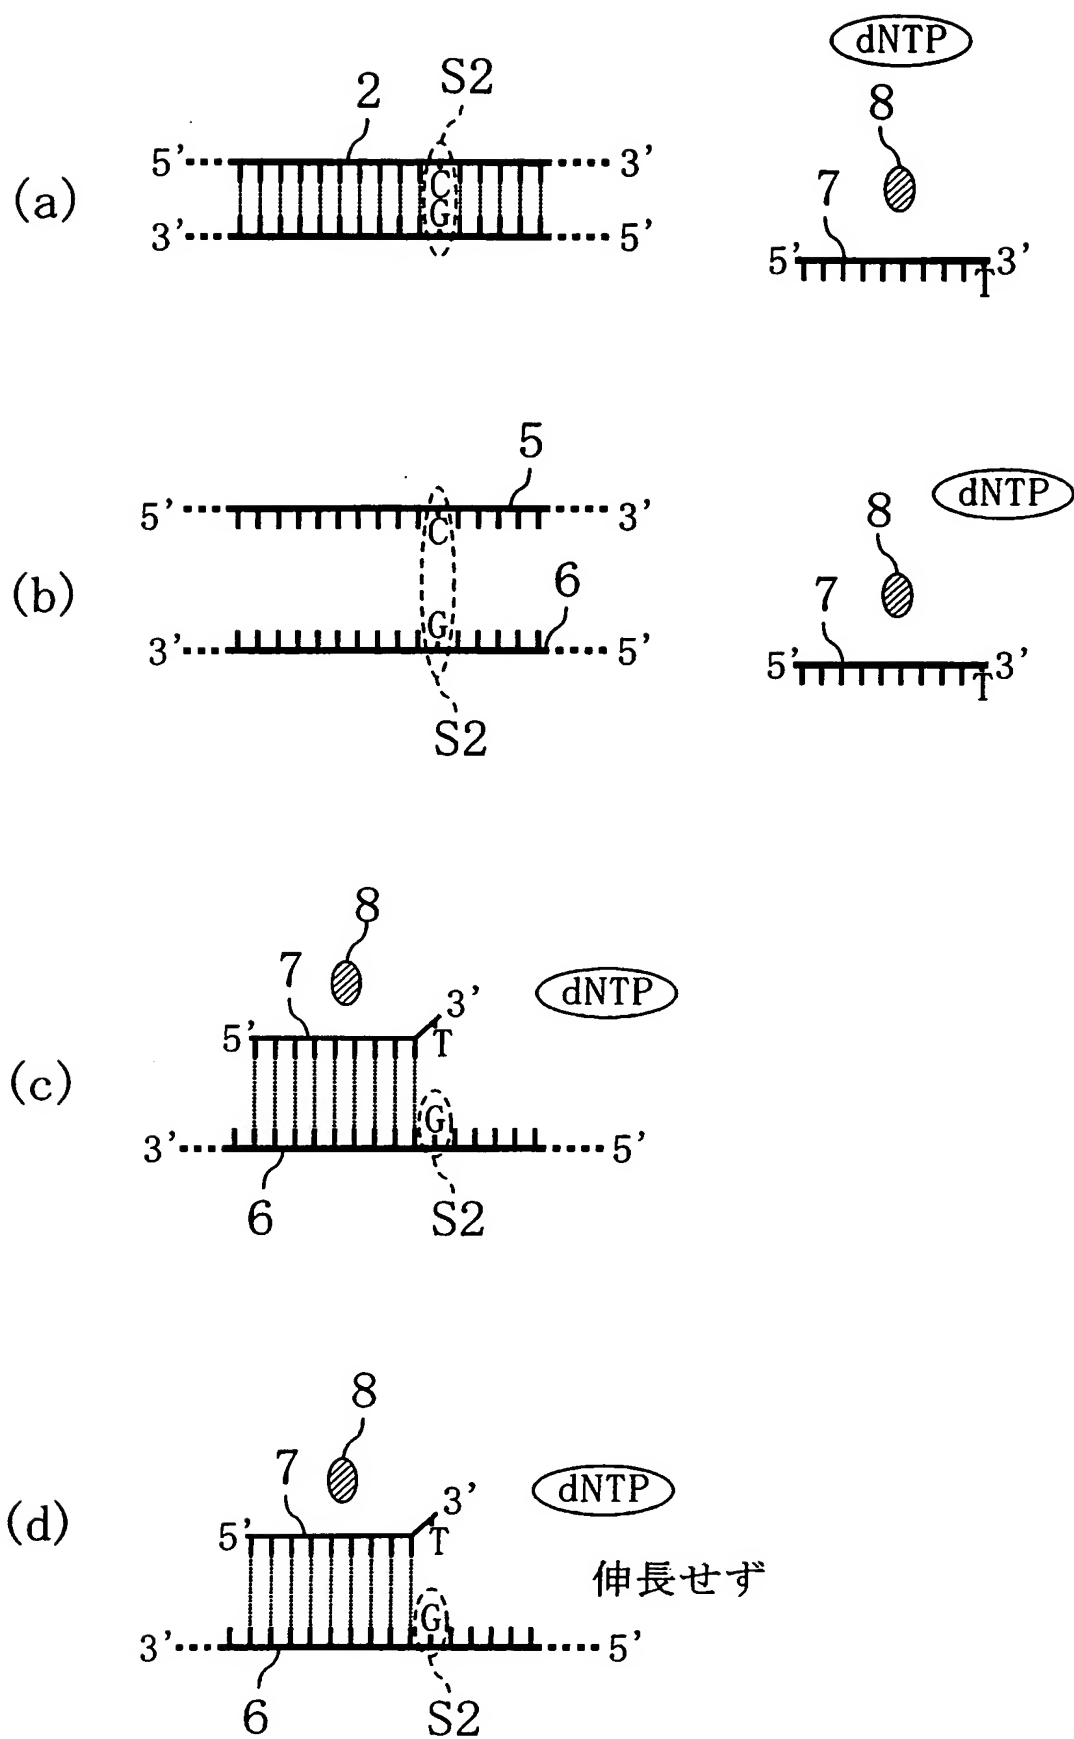 (a)
dNTP
S2
2
8
5' 3'
C
G
7
3' 5'
5' 3'
T
(b)
5
dNTP
8
5' 3'
C
6
7
G
3' 5'
5' 3'
T
S2
(c)
8
7
dNTP
3'
5'
T
G
3' 5'
6
S2
(d)
8
7
dNTP
3'
5'
T
伸長せず
G
3' 5'
6
S2